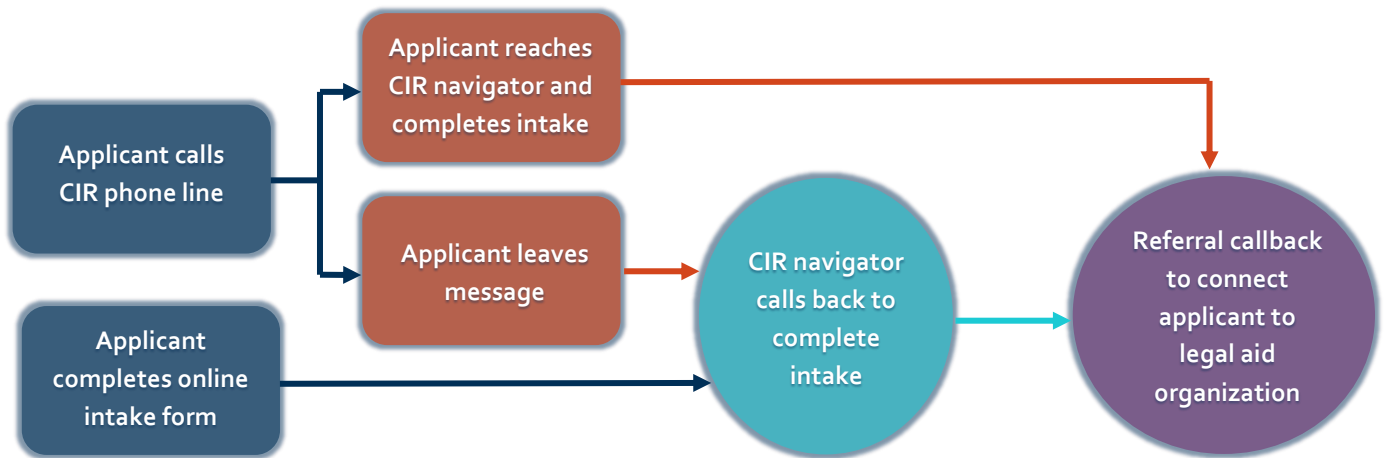 Applicant calls
CIR phone line
Applicant reaches
CIR navigator and
completes intake
Applicant leaves
message
Applicant
completes online
intake form
CIR navigator
calls back to
complete
intake
Referral callback
to connect
applicant to
legal aid
organization